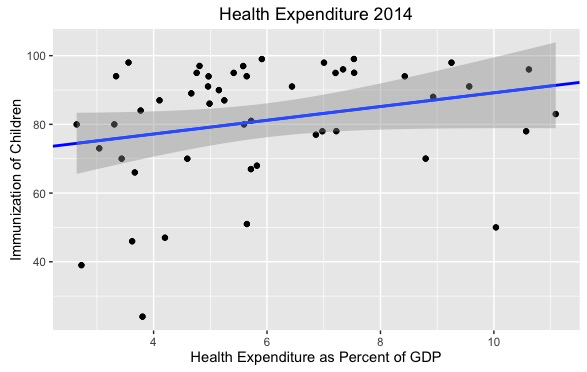 Health Expenditure 2014
Immunization of Children
100
80
60
40
4 6 8 10
Health Expenditure as Percent of GDP